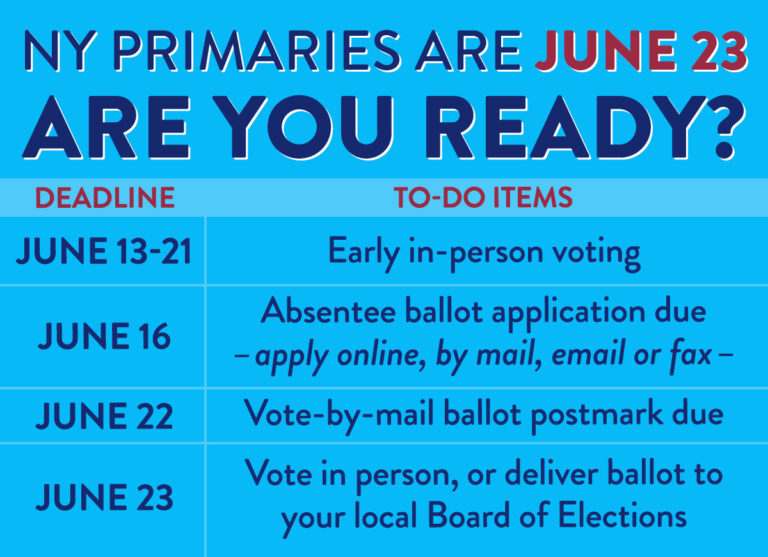 NY PRIMARIES ARE JUNE 23
ARE YOU READY?
DEADLINE TO-DO ITEMS
JUNE 13-21 Early in-person voting
JUNE 16 Absentee ballot application due
– apply online, by mail, email or fax –
JUNE 22 Vote-by-mail ballot postmark due
JUNE 23 Vote in person, or deliver ballot to
your local Board of Elections